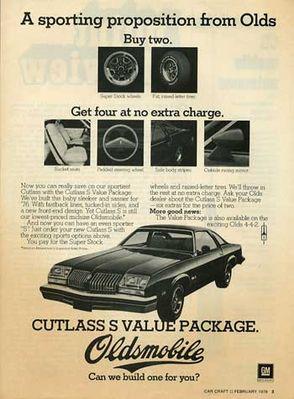 A sporting proposition from Olds
Buy two.
Super Stock wheels
Fat, raised-letter tires
Get four at no extra charge.
Bucket seats
Padded steering wheel
Side body stripes
Outside racing mirror
Now you can really save on our sportiest
Cutlass with the Cutlass S Value Package.
We've built the baby sleeker and sassier for
'76. With fastback lines, tucked-in sides, and
a new front-end design. Yet Cutlass S is still
our lowest-priced midsize Oldsmobile.*
And now you can have an even sportier
"S". Just order your new Cutlass S with
the exciting sports options above.
You pay for the Super Stock
wheels and raised-letter tires. We'll throw in
the rest at no extra charge. Ask your Olds
dealer about the Cutlass S Value Package
—six extras for the price of two.
More good news:
The Value Package is also available on the
exciting Olds 4-4-2.
CUTLASS S VALUE PACKAGE.
Oldsmobile
Can we build one for you?
GM
CAR CRAFT FEBRUARY 1976 3